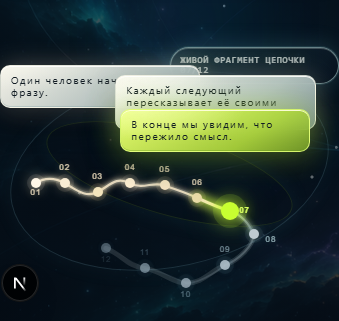 ЖИВОЙ ФРАГМЕНТ ЦЕПОЧКИ
12
Один человек
фразу.
Каждый следующий
пересказывает её своими
В конце мы увидим, что
пережило смысл.
01
02
03
04
05
06
07
08
09
10
11
12
N